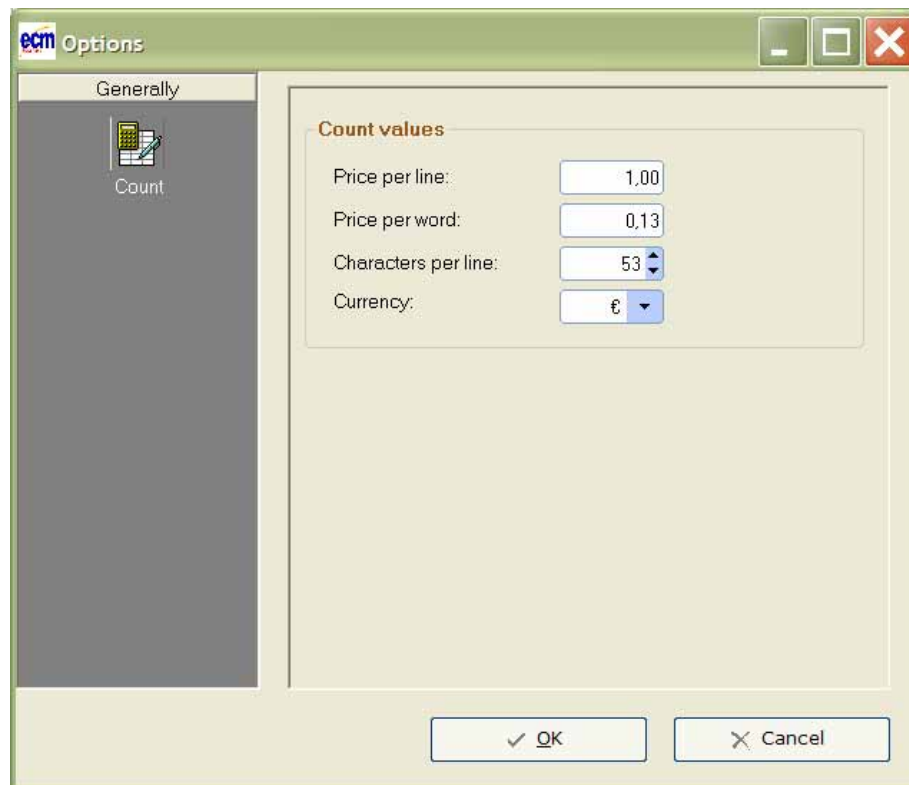 ecm Options
Generally
Count
Count values
Price per line: 1,00
Price per word: 0,13
Characters per line: 53
Currency: €
OK
Cancel